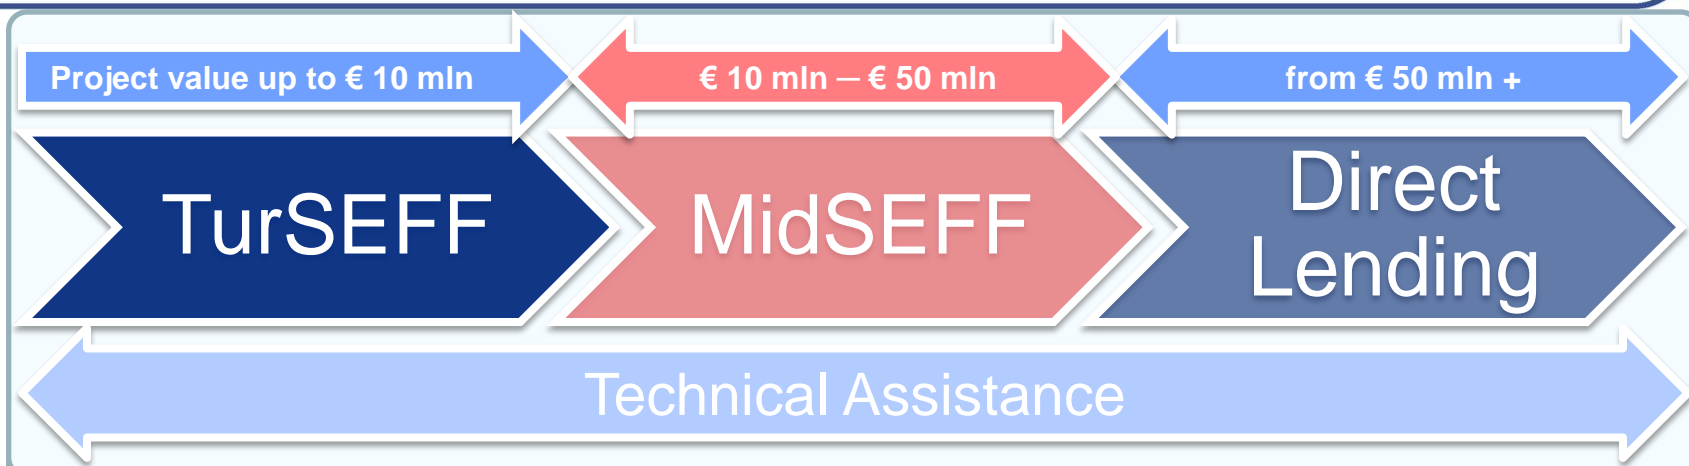 Project value up to € 10 mln
€ 10 mln – € 50 mln
from € 50 mln +
TurSEFF
MidSEFF
Direct
Lending
Technical Assistance